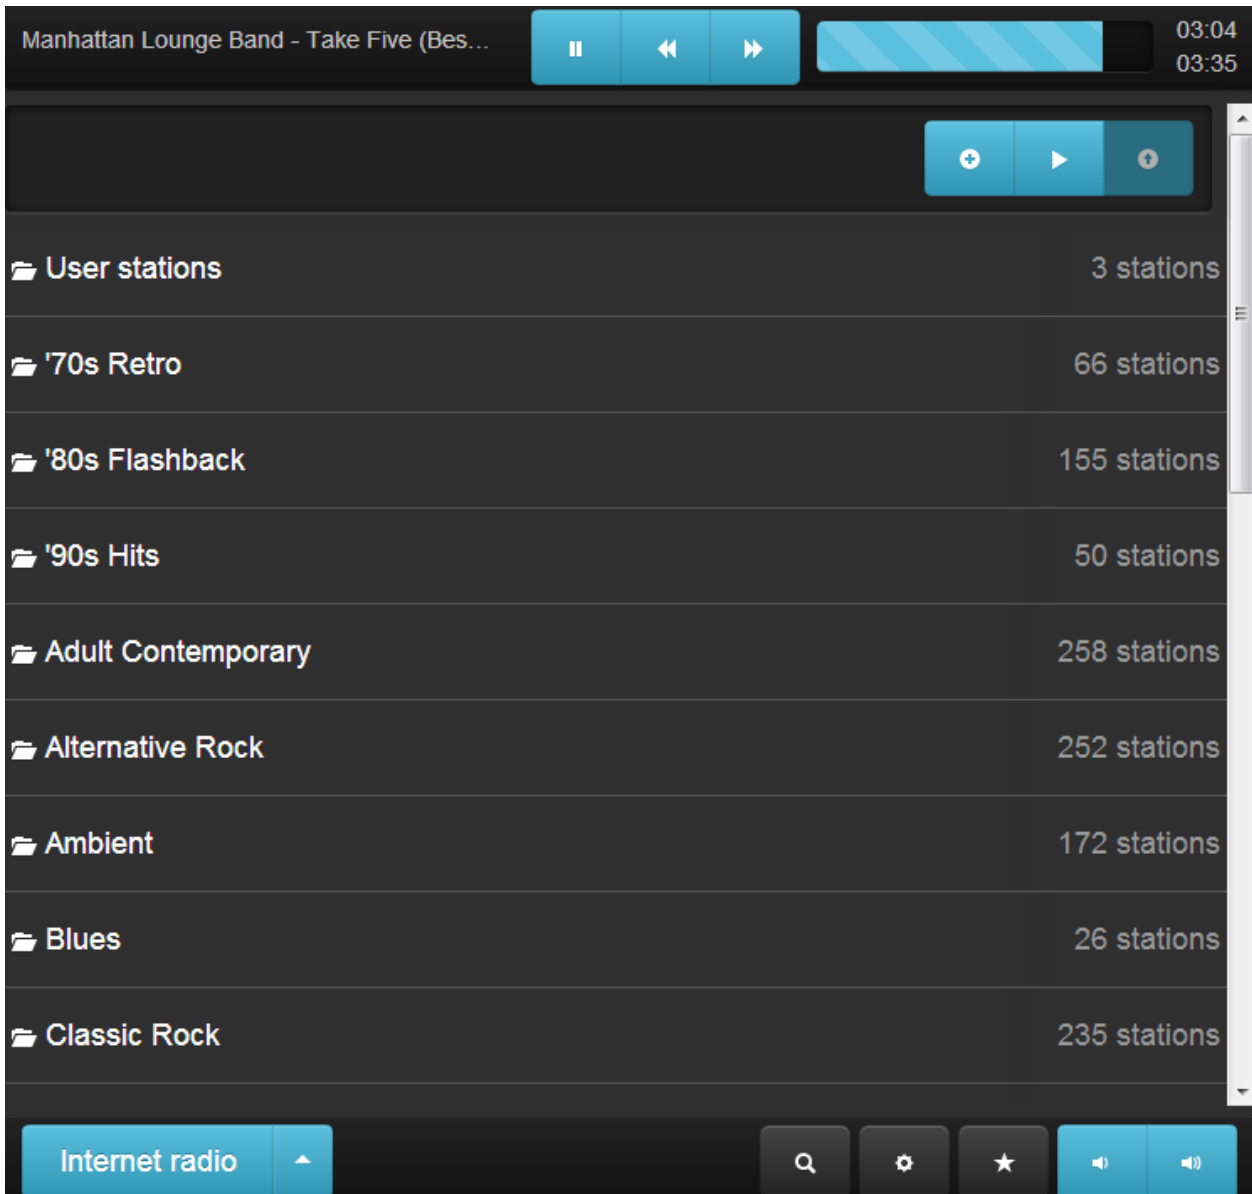 Manhattan Lounge Band - Take Five (Bes...
03:04
03:35
User stations 3 stations
'70s Retro 66 stations
'80s Flashback 155 stations
'90s Hits 50 stations
Adult Contemporary 258 stations
Alternative Rock 252 stations
Ambient 172 stations
Blues 26 stations
Classic Rock 235 stations
Internet radio